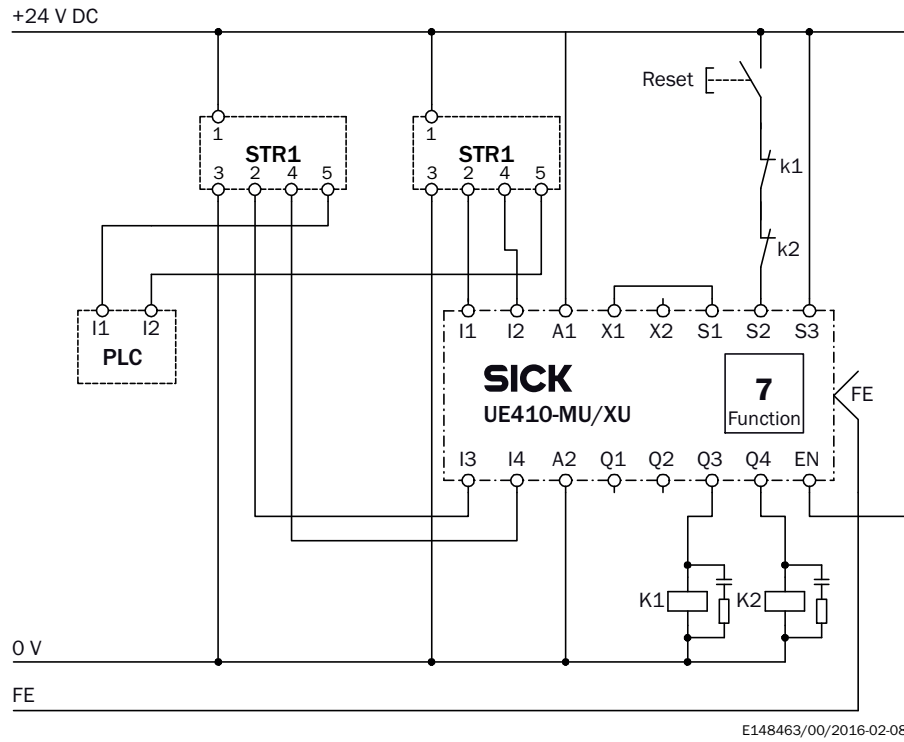 +24 V DC
Reset
1 1
STR1 STR1
3 2 4 5 3 2 4 5
k1
k2
I1 I2 I1 I2 A1 X1 X2 S1 S2 S3
PLC
SICK
UE410-MU/XU
7
Function
FE
I3 I4 A2 Q1 Q2 Q3 Q4 EN
K1 K2
0 V
FE
E148463/00/2016-02-08